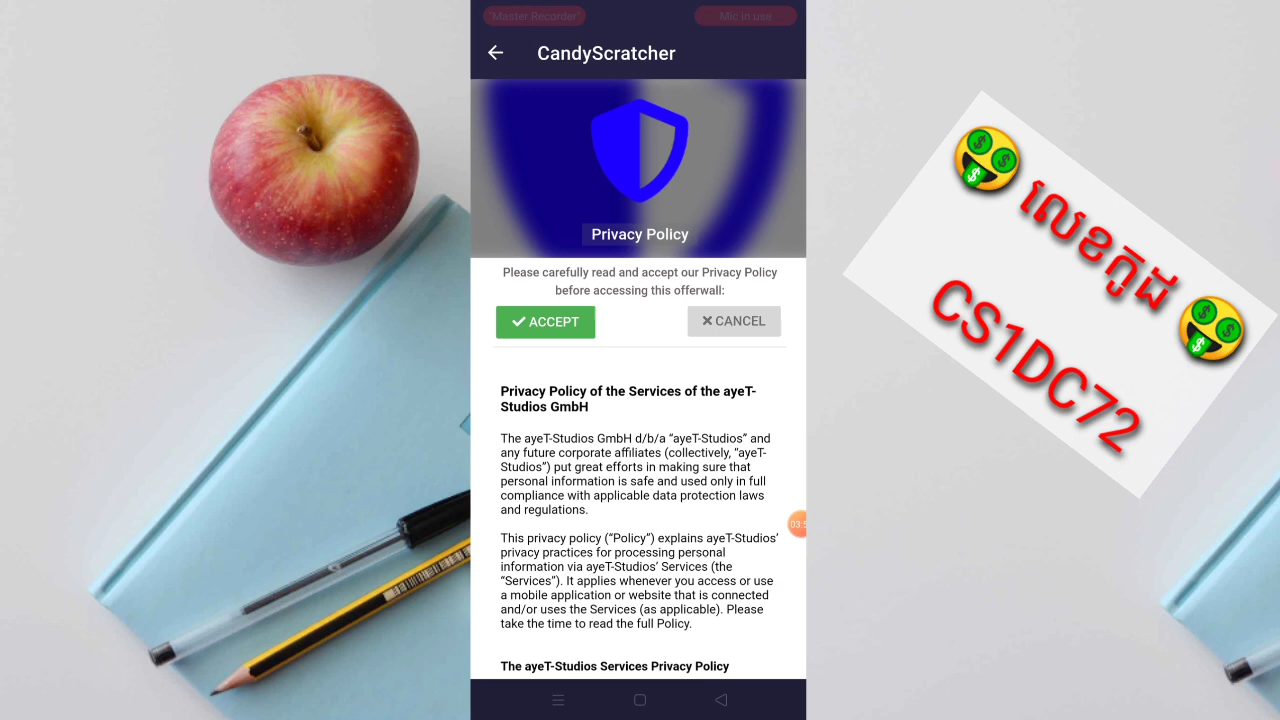 "Master Recorder"
Mic in use
CandyScratcher
Privacy Policy
Please carefully read and accept our Privacy Policy
before accessing this offerwall:
ACCEPT
CANCEL
Privacy Policy of the Services of the ayeT-
Studios GmbH
The ayeT-Studios GmbH d/b/a “ayeT-Studios” and
any future corporate affiliates (collectively, “ayeT-
Studios”) put great efforts in making sure that
personal information is safe and used only in full
compliance with applicable data protection laws
and regulations.
This privacy policy (“Policy”) explains ayeT-Studios’
privacy practices for processing personal
information via ayeT-Studios’ Services (the
“Services”). It applies whenever you access or use
a mobile application or website that is connected
and/or uses the Services (as applicable). Please
take the time to read the full Policy.
The ayeT-Studios Services Privacy Policy
លេខកូដ
CS1DC72